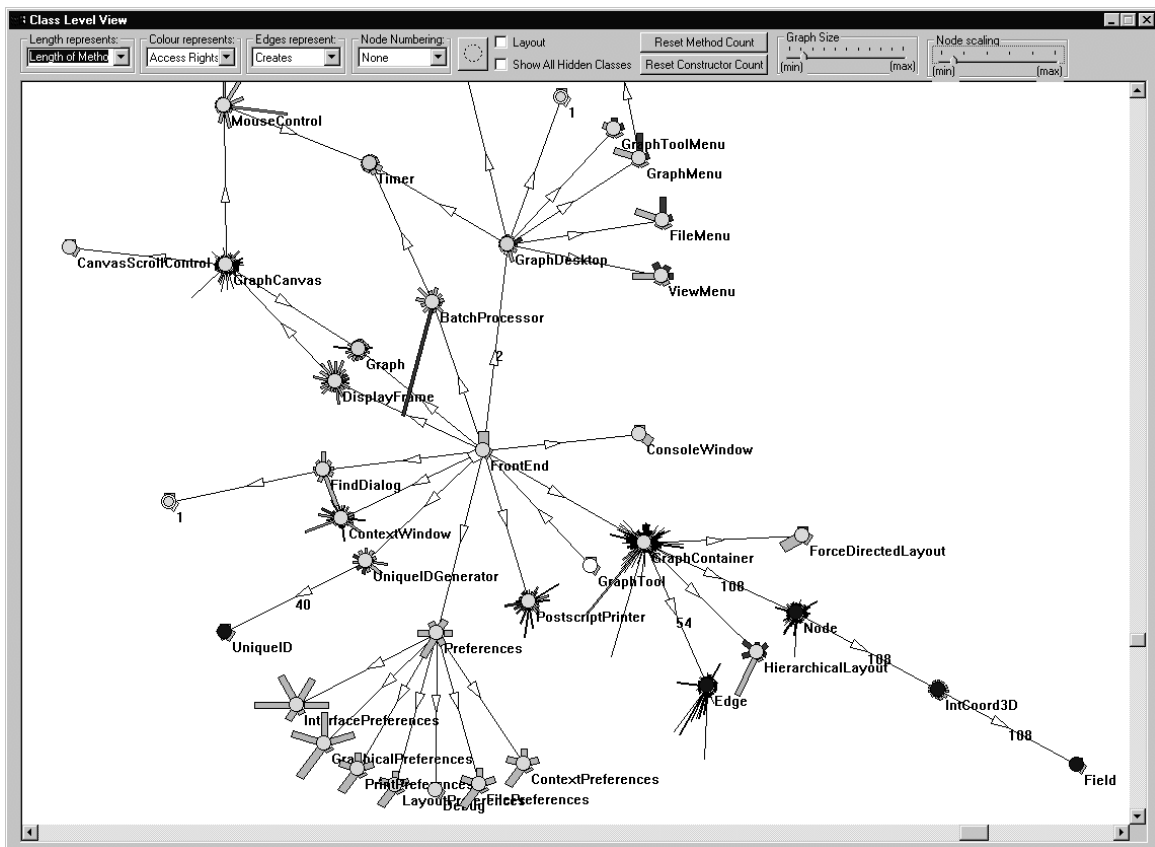 Class Level View
Length represents: Colour represents: Edges represent: Node Numbering:
Length of Metho Access Rights Creates None
Layout
Show All Hidden Classes
Reset Method Count
Reset Constructor Count
Graph Size
(min) (max)
Node scaling
(min) (max)
MouseControl
1
GraphToolMenu
Timer
GraphMenu
FileMenu
CanvasScrollControl
GraphDesktop
GraphCanvas
ViewMenu
BatchProcessor
2
Graph
DisplayFrame
ConsoleWindow
FrontEnd
FindDialog
1
ContextWindow
GraphContainer
ForceDirectedLayout
UniqueIDGenerator
GraphTool
108
40
PostscriptPrinter
54
Node
UniqueID
Preferences
108
HierarchicalLayout
Edge
IntCoord3D
InterfacePreferences
108
GraphicalPreferences
ContextPreferences
PrintPreferences
Field
LayoutPreferences
FilePreferences
Debug